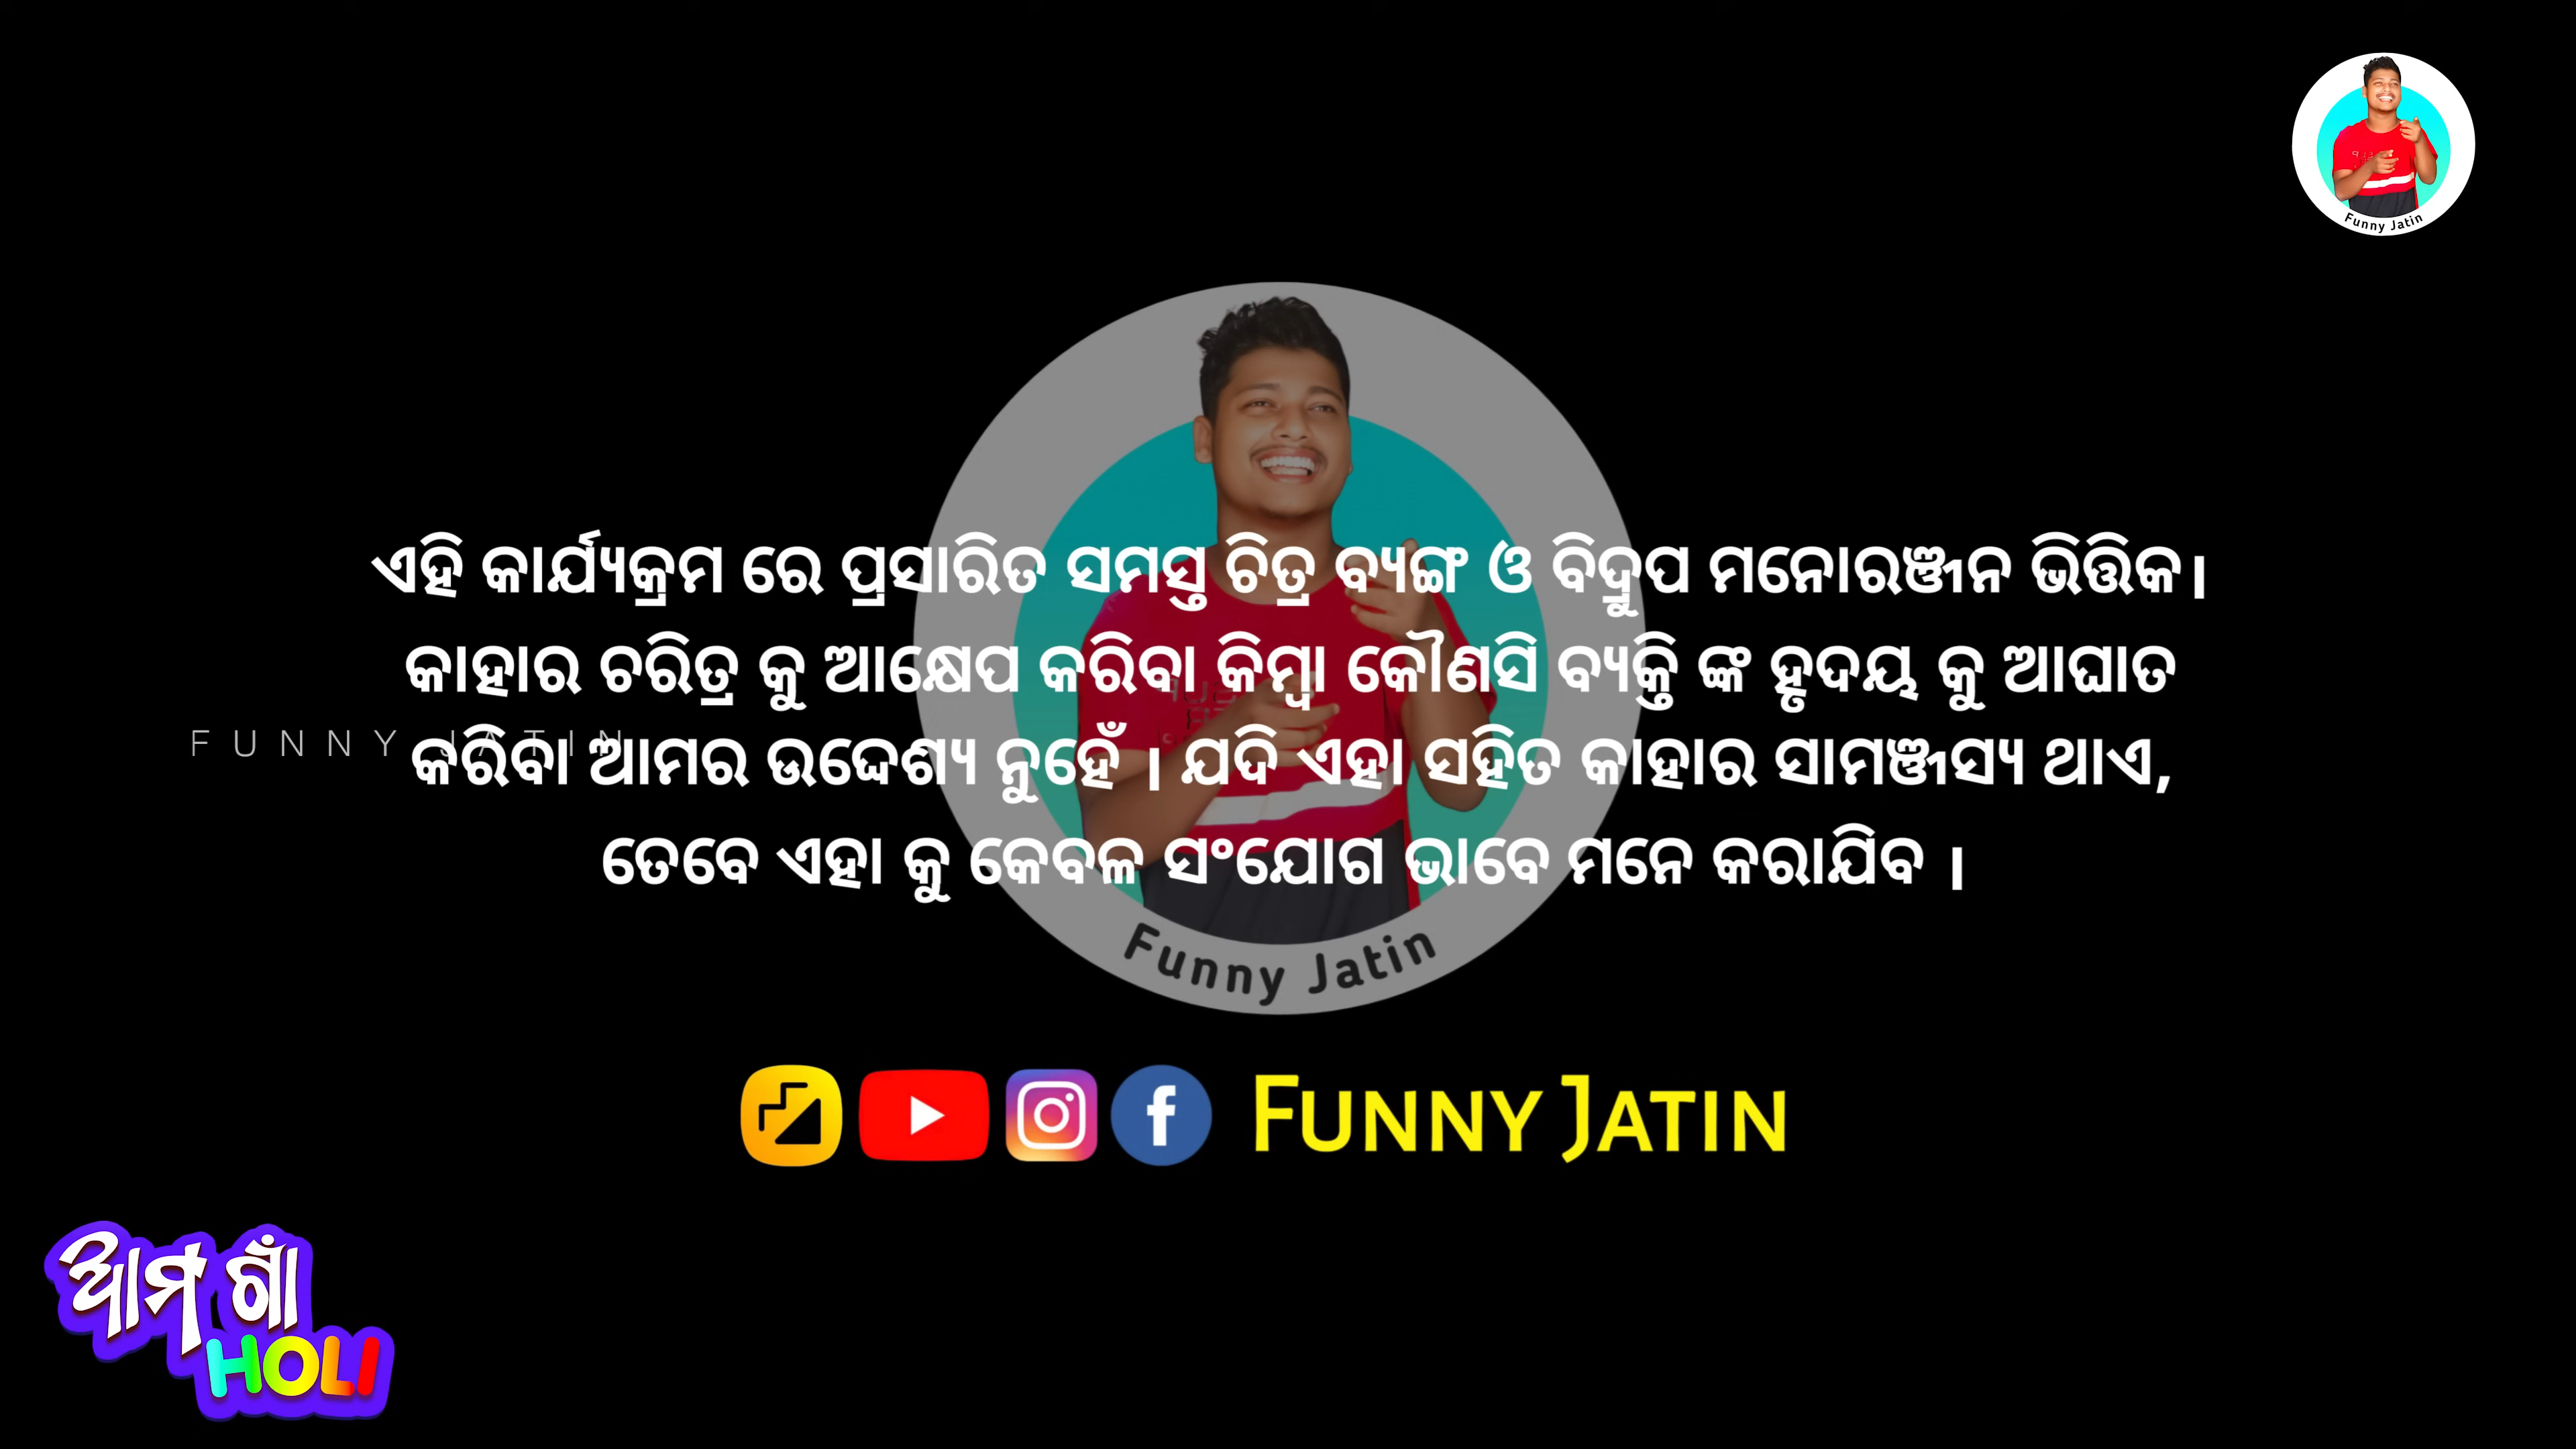 Funny Jatin
ଏହି କାର୍ଯ୍ୟକ୍ରମ ରେ ପ୍ରସାରିତ ସମସ୍ତ ଚିତ୍ର ବ୍ୟଙ୍ଗ ଓ ବିଦ୍ରୁପ ମନୋରଞ୍ଜନ ଭିତ୍ତିକ।
କାହାର ଚରିତ୍ର କୁ ଆକ୍ଷେପ କରିବା କିମ୍ବା କୌଣସି ବ୍ୟକ୍ତି ଙ୍କ ହୃଦୟ କୁ ଆଘାତ
FUNNY JATIN
କରିବା ଆମର ଉଦ୍ଦେଶ୍ୟ ନୁହେଁ । ଯଦି ଏହା ସହିତ କାହାର ସାମଞ୍ଜସ୍ୟ ଥାଏ,
ତେବେ ଏହା କୁ କେବଳ ସଂଯୋଗ ଭାବେ ମନେ କରାଯିବ ।
Funny Jatin
FUNNY JATIN
ଆମ ଗାଁ
HOLI